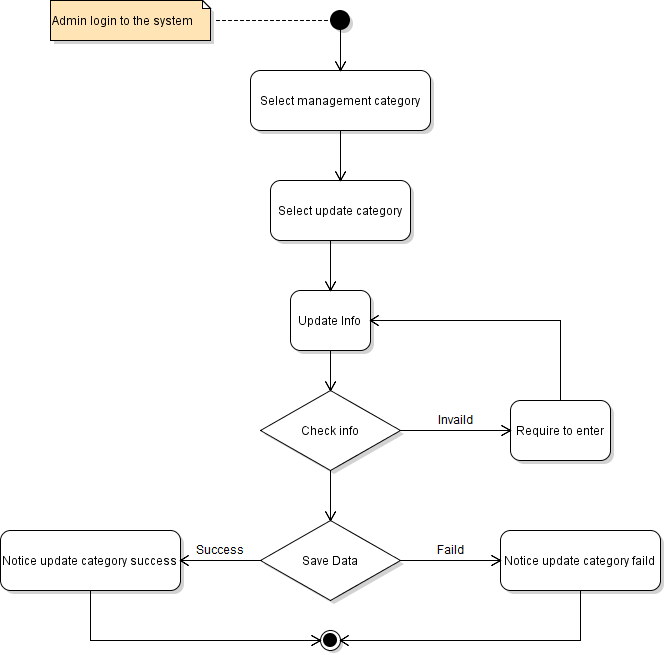 Admin login to the system
Select management category
Select update category
Update Info
Check info
Invaild
Require to enter
Save Data
Success
Faild
Notice update category success
Notice update category faild